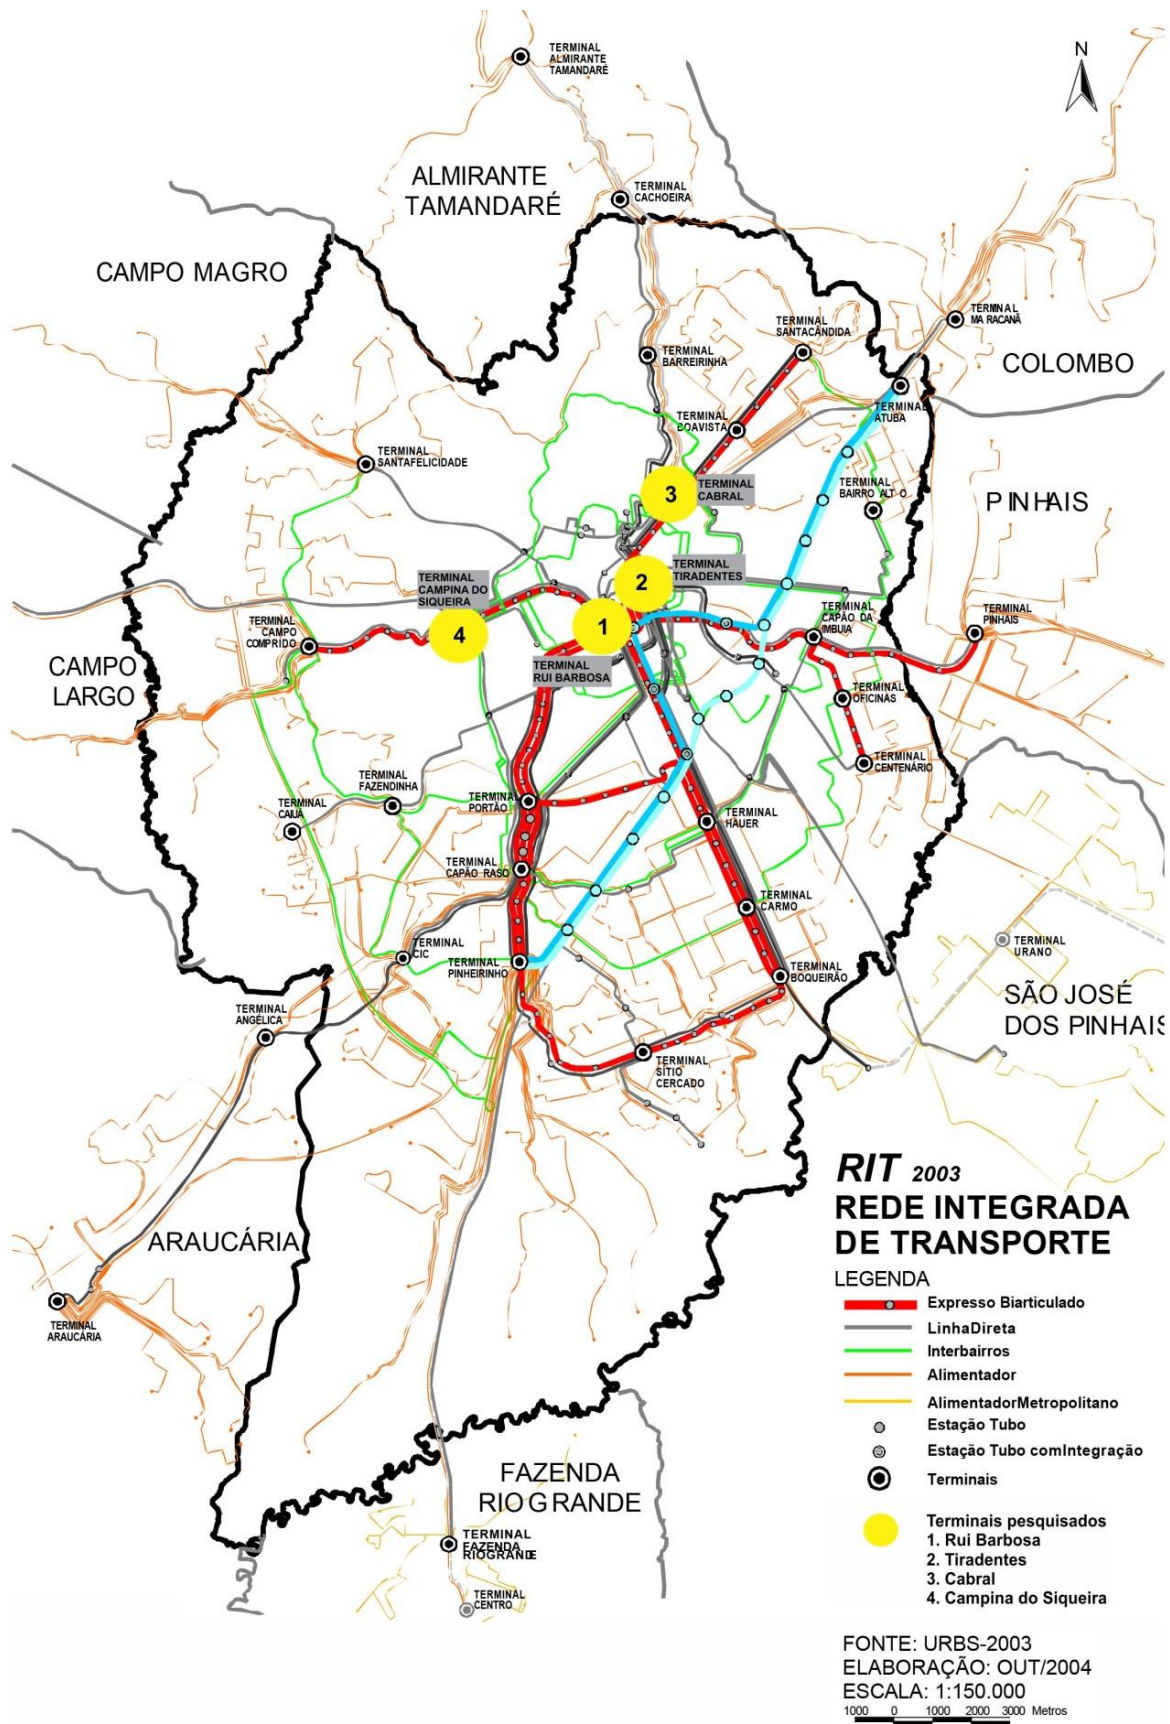 N
TERMINAL
ALMIRANTE
TAMANDARÉ
ALMIRANTE
TAMANDARÉ
TERMINAL
CACHOEIRA
CAMPO MAGRO
TERMINAL
SANTACÂNDIDA
TERMINAL
MARACANÃ
TERMINAL
BARREIRINHA
COLOMBO
TERMINAL
ATUBA
TERMINAL
BOAVISTA
TERMINAL
SANTAFELICIDADE
3
TERMINAL
CABRAL
TERMINAL
BAIRRO ALTO
PINHAIS
TERMINAL
CAMPINA DO
SIQUEIRA
2
TERMINAL
TIRADENTES
TERMINAL
CAPÃO DA
IMBUIA
TERMINAL
PINHAIS
TERMINAL
CAMPO
COMPRIDO
4
1
CAMPO
LARGO
TERMINAL
RUI BARBOSA
TERMINAL
OFICINAS
TERMINAL
CENTENÁRIO
TERMINAL
FAZENDINHA
TERMINAL
CAIUÁ
TERMINAL
PORTÃO
TERMINAL
HAUER
TERMINAL
CAPÃO RASO
TERMINAL
CARMO
TERMINAL
CIC
TERMINAL
PINHEIRINHO
TERMINAL
URANO
TERMINAL
BOQUEIRÃO
SÃO JOSÉ
DOS PINHAIS
TERMINAL
ANGÉLICA
TERMINAL
SÍTIO
CERCADO
ARAUCÁRIA
TERMINAL
ARAUCÁRIA
RIT 2003
REDE INTEGRADA
DE TRANSPORTE
LEGENDA
Expresso Biarticulado
LinhaDireta
Interbairros
Alimentador
AlimentadorMetropolitano
Estação Tubo
Estação Tubo comIntegração
Terminais
FAZENDA
RIO GRANDE
TERMINAL
FAZENDA
RIOGRANDE
TERMINAL
CENTRO
Terminais pesquisados
1. Rui Barbosa
2. Tiradentes
3. Cabral
4. Campina do Siqueira
FONTE: URBS-2003
ELABORAÇÃO: OUT/2004
ESCALA: 1:150.000
1000 0 1000 2000 3000 Metros